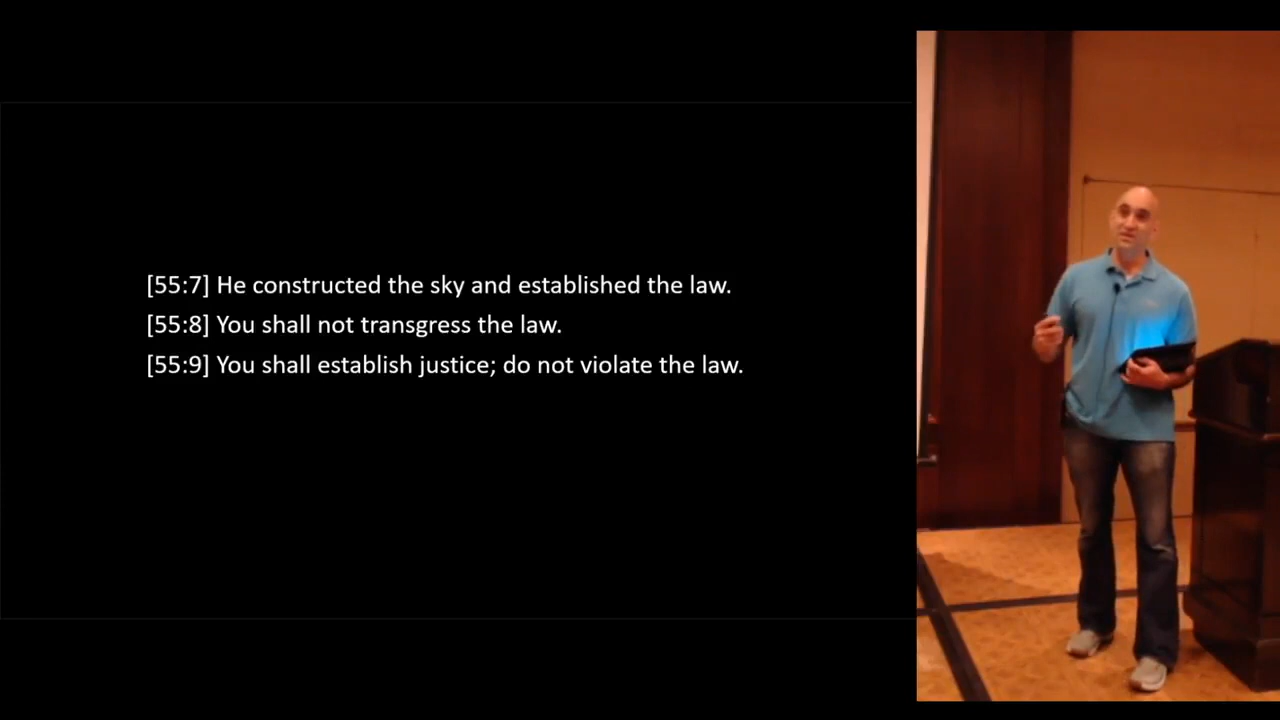 [55:7] He constructed the sky and established the law.
[55:8] You shall not transgress the law.
[55:9] You shall establish justice; do not violate the law.